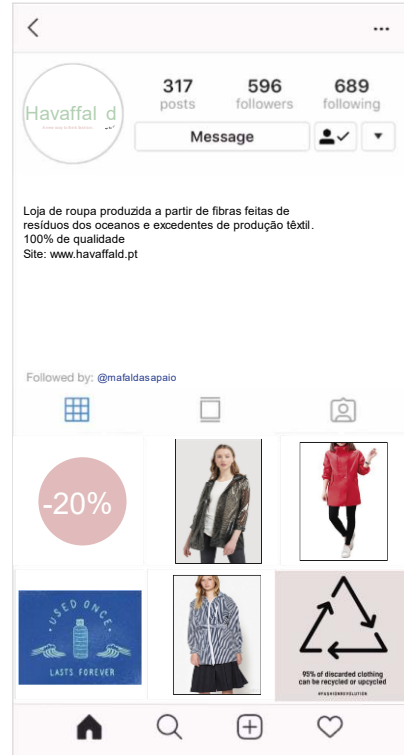 317 596 689
posts followers following
Havaffal d
Message
Loja de roupa produzida a partir de fibras feitas de
resíduos dos oceanos e excedentes de produção têxtil.
100% de qualidade
Site: www.havaffald.pt
Followed by: @mafaldasapaio
-20%
USED ONCE
LASTS FOREVER
95% of discarded clothing
can be recycled or upcycled
#FASHIONREVOLUTION